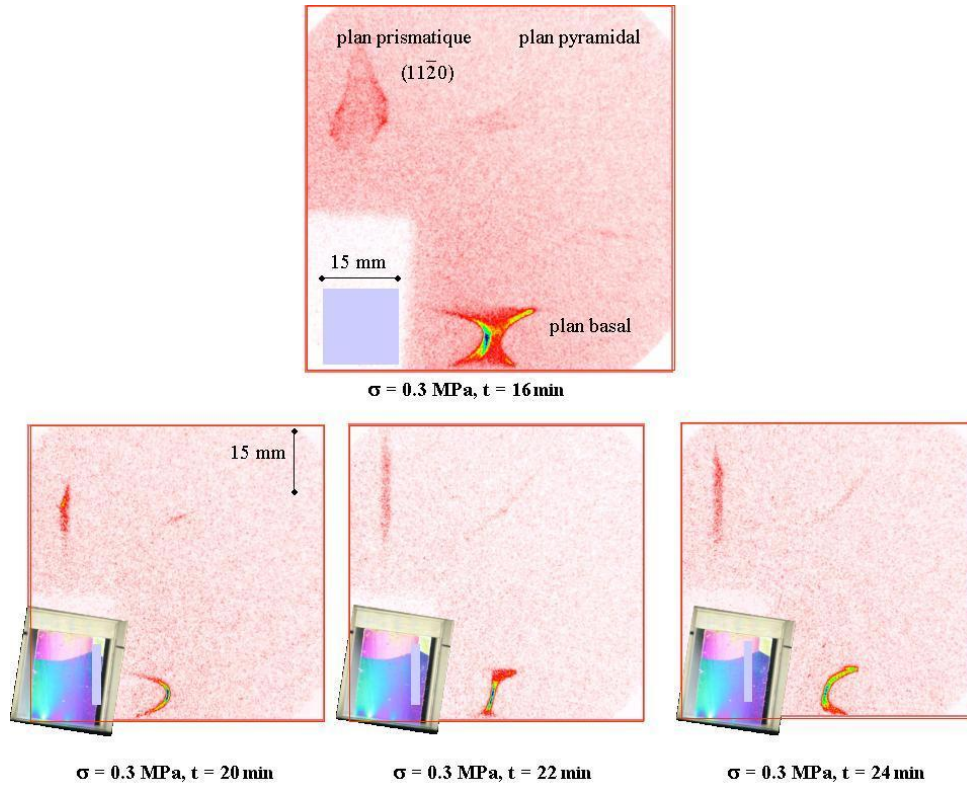 plan prismatique
plan pyramidal
(112̅0)
15 mm
plan basal
σ = 0.3 MPa, t = 16 min
15 mm
σ = 0.3 MPa, t = 20 min
σ = 0.3 MPa, t = 22 min
σ = 0.3 MPa, t = 24 min